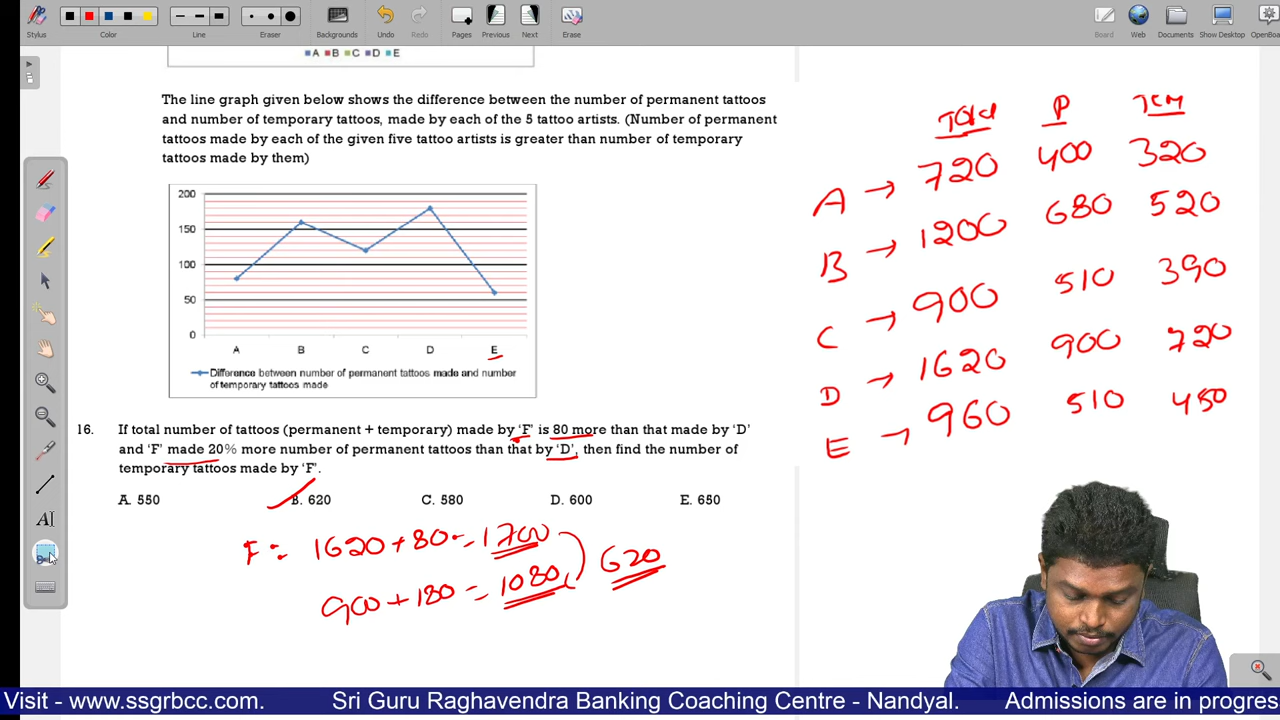 Stylus Color Line Eraser Backgrounds Undo Redo Pages Previous Next Erase Board Web Documents Show Desktop OpenBoa
A B C D E
The line graph given below shows the difference between the number of permanent tattoos
and number of temporary tattoos, made by each of the 5 tattoo artists. (Number of permanent
tattoos made by each of the given five tattoo artists is greater than number of temporary
tattoos made by them)
200
150
100
50
0
A B C D E
Difference between number of permanent tattoos made and number
of temporary tattoos made
16. If total number of tattoos (permanent + temporary) made by ‘F’ is 80 more than that made by ‘D’
and ‘F’ made 20% more number of permanent tattoos than that by ‘D’, then find the number of
temporary tattoos made by ‘F’.
A. 550 B. 620 C. 580 D. 600 E. 650
F = 1620+80 = 1700
900+180 = 1080
620
Total P Tem
A → 720 400 320
B → 1200 680 520
C → 900 510 390
D → 1620 900 720
E → 960 510 450
Visit - www.ssgrbcc.com. Sri Guru Raghavendra Banking Coaching Centre - Nandyal. Admissions are in progres